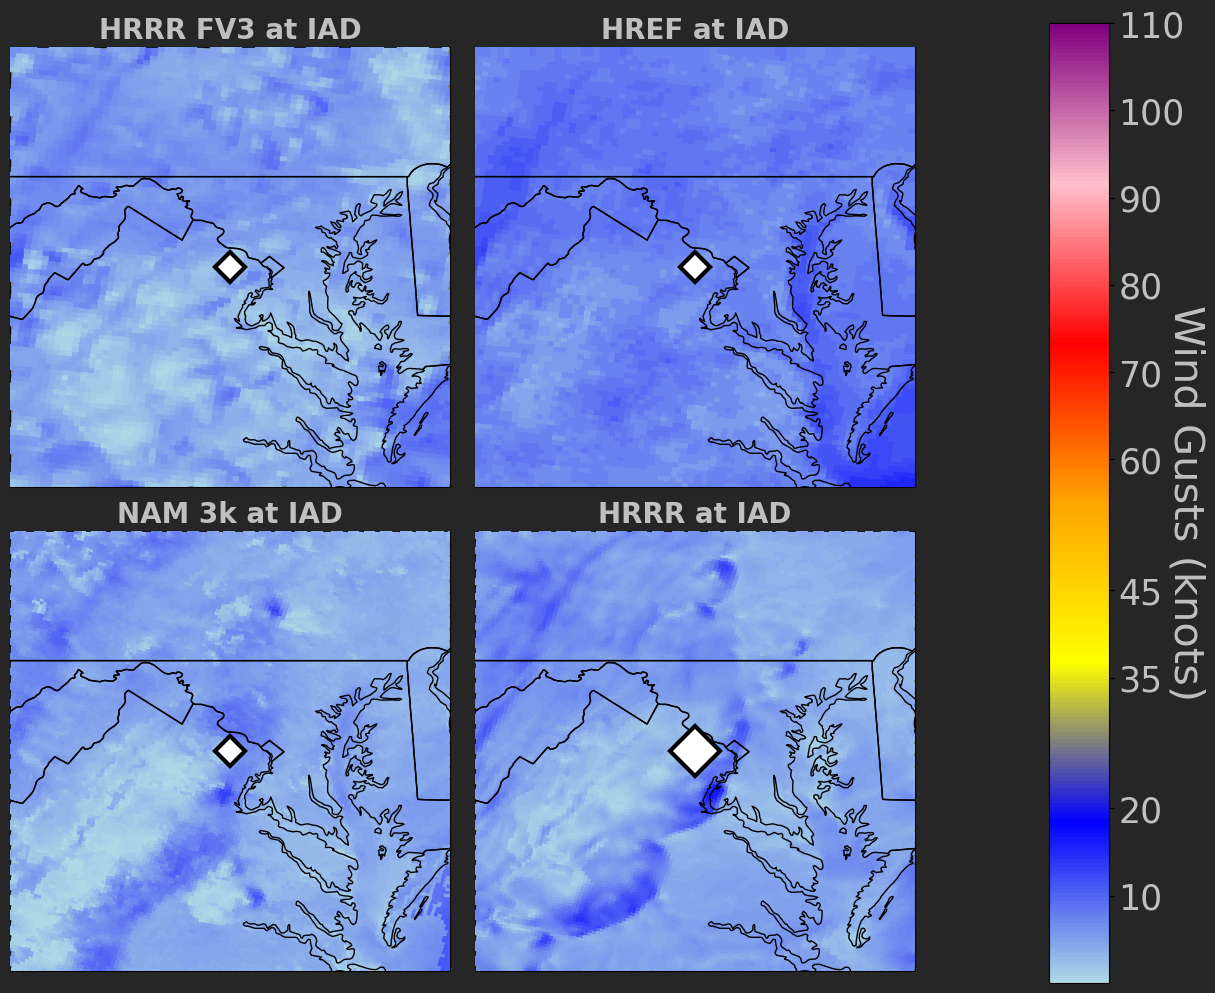 HRRR FV3 at IAD
HREF at IAD
NAM 3k at IAD
HRRR at IAD
110
100
90
80
70
60
45
35
20
10
Wind Gusts (knots)